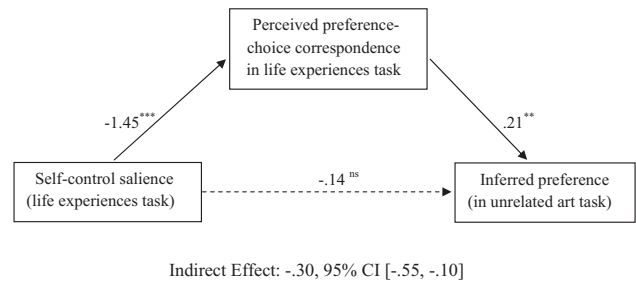 Perceived preference-
choice correspondence
in life experiences task
-1.45***
.21**
Self-control salience
(life experiences task)
-.14 ns
Inferred preference
(in unrelated art task)
Indirect Effect: -.30, 95% CI [-.55, -.10]